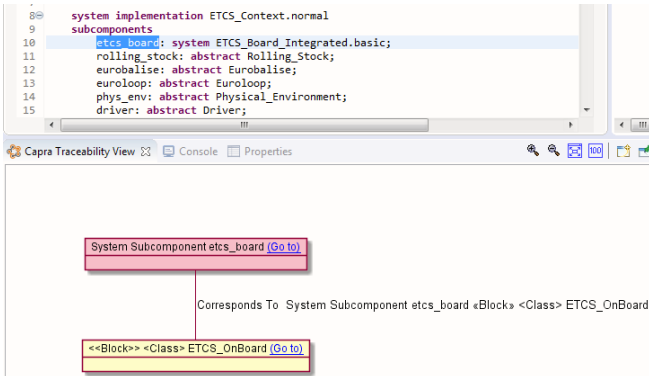 8 system implementation ETCS_Context.normal
9 subcomponents
10 etcs_board: system ETCS_Board_Integrated.basic;
11 rolling_stock: abstract Rolling_Stock;
12 eurobalise: abstract Eurobalise;
13 euroloop: abstract Euroloop;
14 phys_env: abstract Physical_Environment;
15 driver: abstract Driver;
Capra Traceability View Console Properties
100
System Subcomponent etcs_board (Go to)
Corresponds To System Subcomponent etcs_board «Block» <Class> ETCS_OnBoard
<<Block>> <Class> ETCS_OnBoard (Go to)